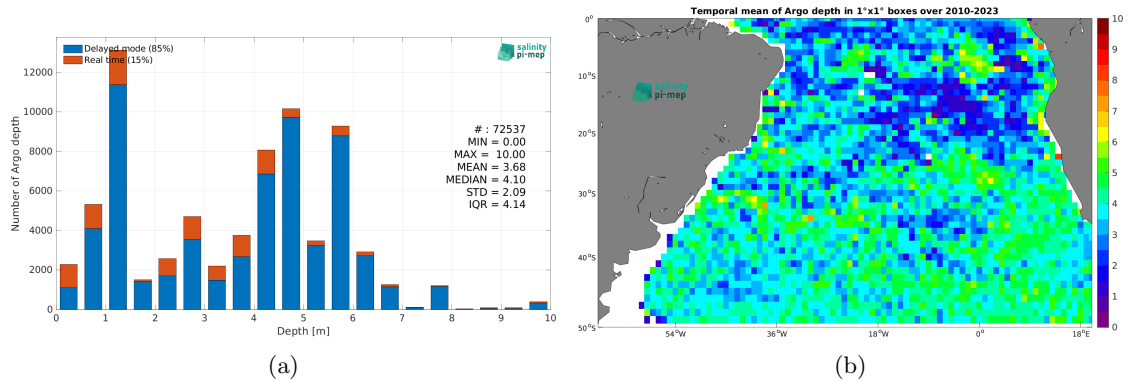 Temporal mean of Argo depth in 1°x1° boxes over 2010-2023
Delayed mode (85%)
Real time (15%)
salinity
pi-mep
# : 72537
MIN = 0.00
MAX = 10.00
MEAN = 3.68
MEDIAN = 4.10
STD = 2.09
IQR = 4.14
Number of Argo depth
12000
10000
8000
6000
4000
2000
0
0 1 2 3 4 5 6 7 8 9 10
Depth [m]
(a)
salinity
pi-mep
0°
10°S
20°S
30°S
40°S
50°S
54°W 36°W 18°W 0° 18°E
10
9
8
7
6
5
4
3
2
1
0
(b)